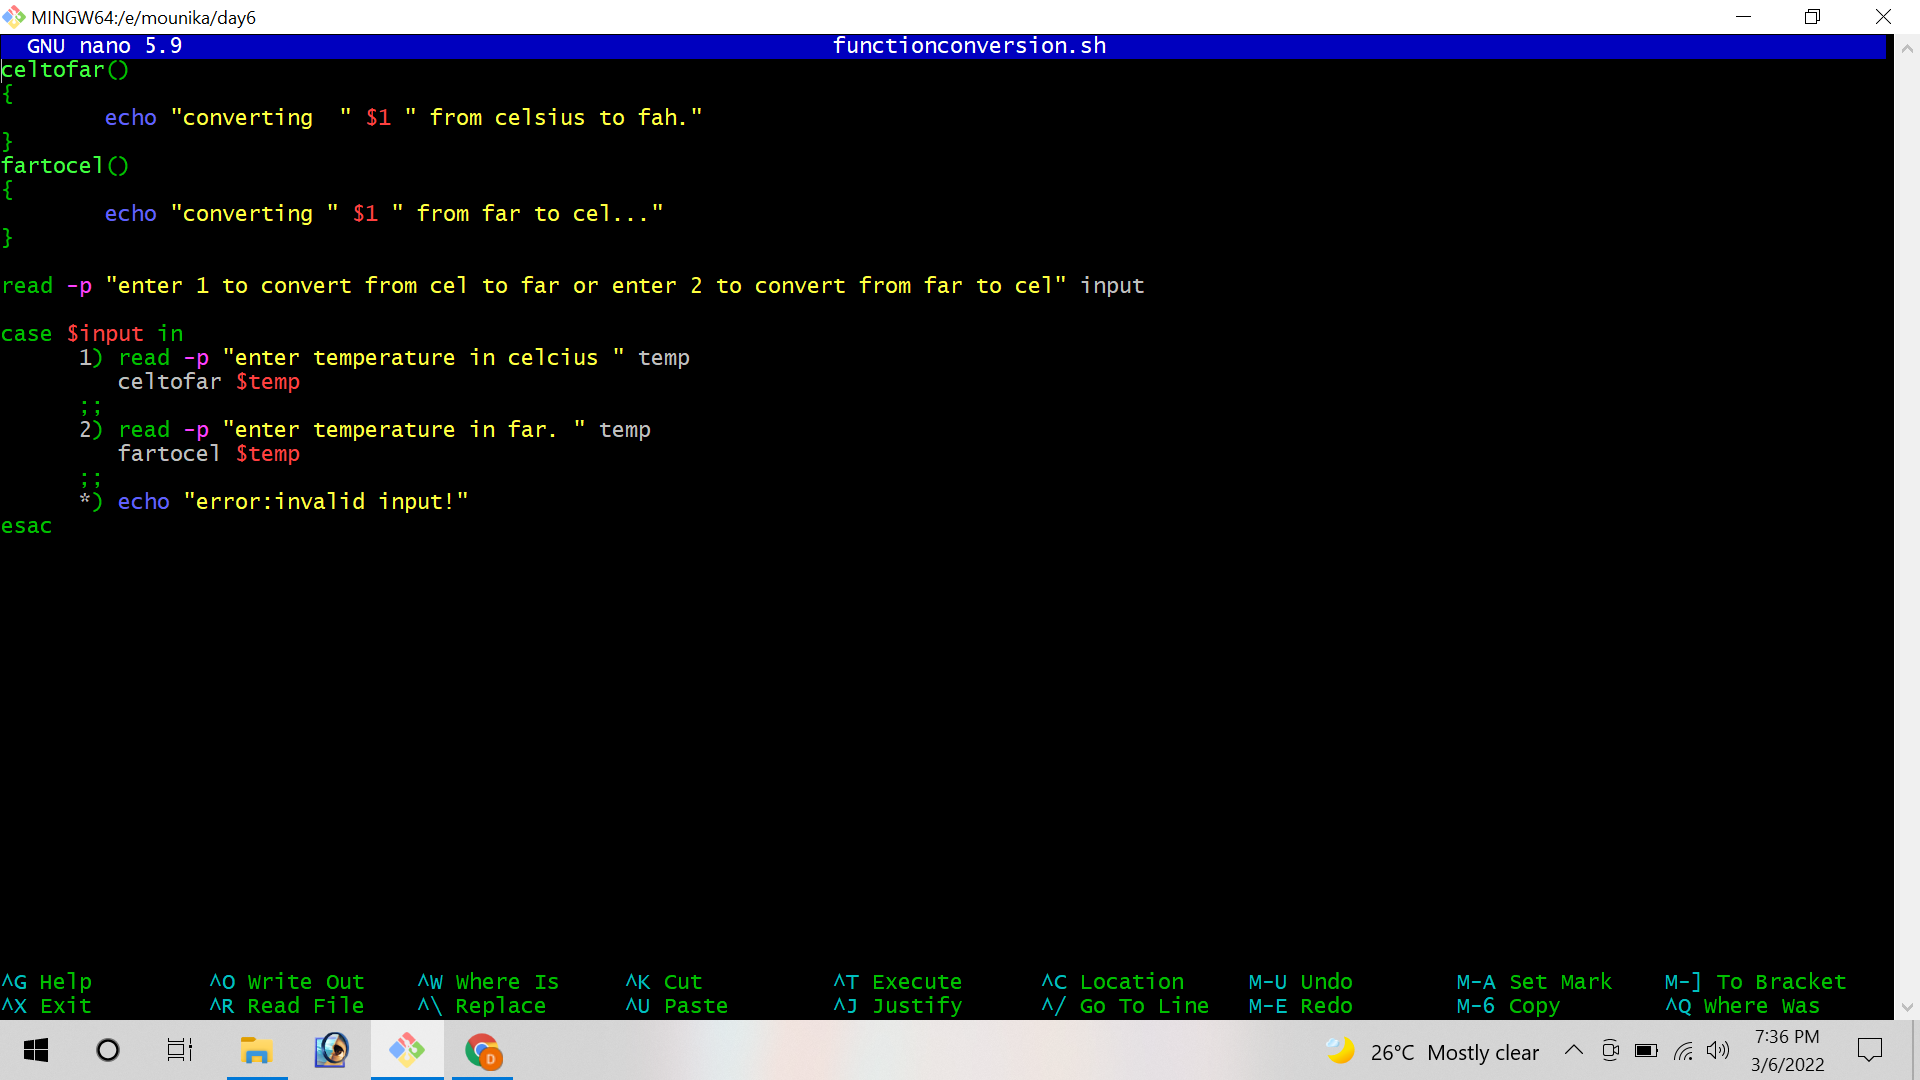 MINGW64:/e/mounika/day6
GNU nano 5.9 functionconversion.sh
celtofar()
{
        echo "converting  " $1 " from celsius to fah."
}
fartocel()
{
        echo "converting " $1 " from far to cel..."
}

read -p "enter 1 to convert from cel to far or enter 2 to convert from far to cel" input

case $input in
      1) read -p "enter temperature in celcius " temp
         celtofar $temp
      ;;
      2) read -p "enter temperature in far. " temp
         fartocel $temp
      ;;
      *) echo "error:invalid input!"
esac
^G Help ^O Write Out ^W Where Is ^K Cut ^T Execute ^C Location M-U Undo M-A Set Mark M-] To Bracket
^X Exit ^R Read File ^\ Replace ^U Paste ^J Justify ^/ Go To Line M-E Redo M-6 Copy ^Q Where Was
D
26°C Mostly clear
7:36 PM
3/6/2022